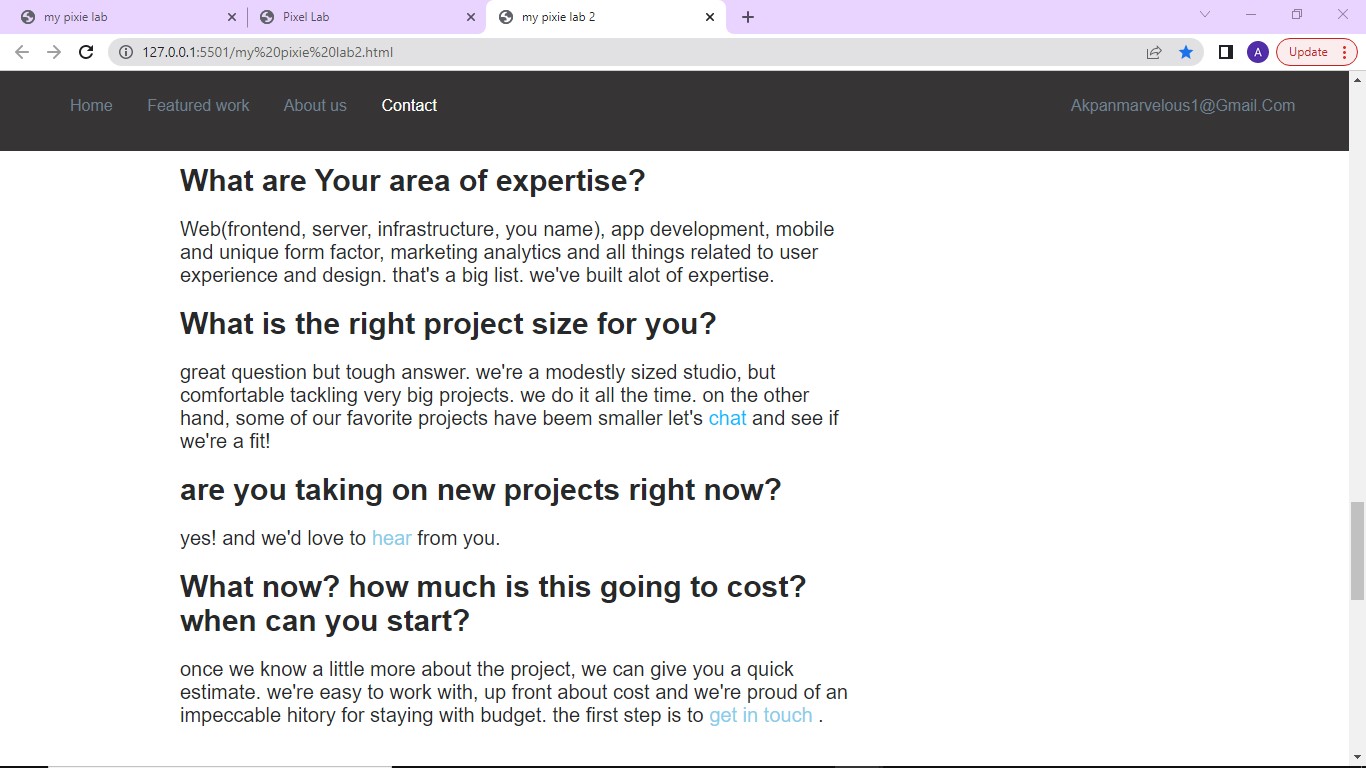 my pixie lab
Pixel Lab
my pixie lab 2
127.0.0.1:5501/my%20pixie%20lab2.html
A
Update
Home
Featured work
About us
Contact
Akpanmarvelous1@Gmail.Com
What are Your area of expertise?
Web(frontend, server, infrastructure, you name), app development, mobile
and unique form factor, marketing analytics and all things related to user
experience and design. that's a big list. we've built alot of expertise.
What is the right project size for you?
great question but tough answer. we're a modestly sized studio, but
comfortable tackling very big projects. we do it all the time. on the other
hand, some of our favorite projects have beem smaller let's chat and see if
we're a fit!
are you taking on new projects right now?
yes! and we'd love to hear from you.
What now? how much is this going to cost?
when can you start?
once we know a little more about the project, we can give you a quick
estimate. we're easy to work with, up front about cost and we're proud of an
impeccable hitory for staying with budget. the first step is to get in touch .